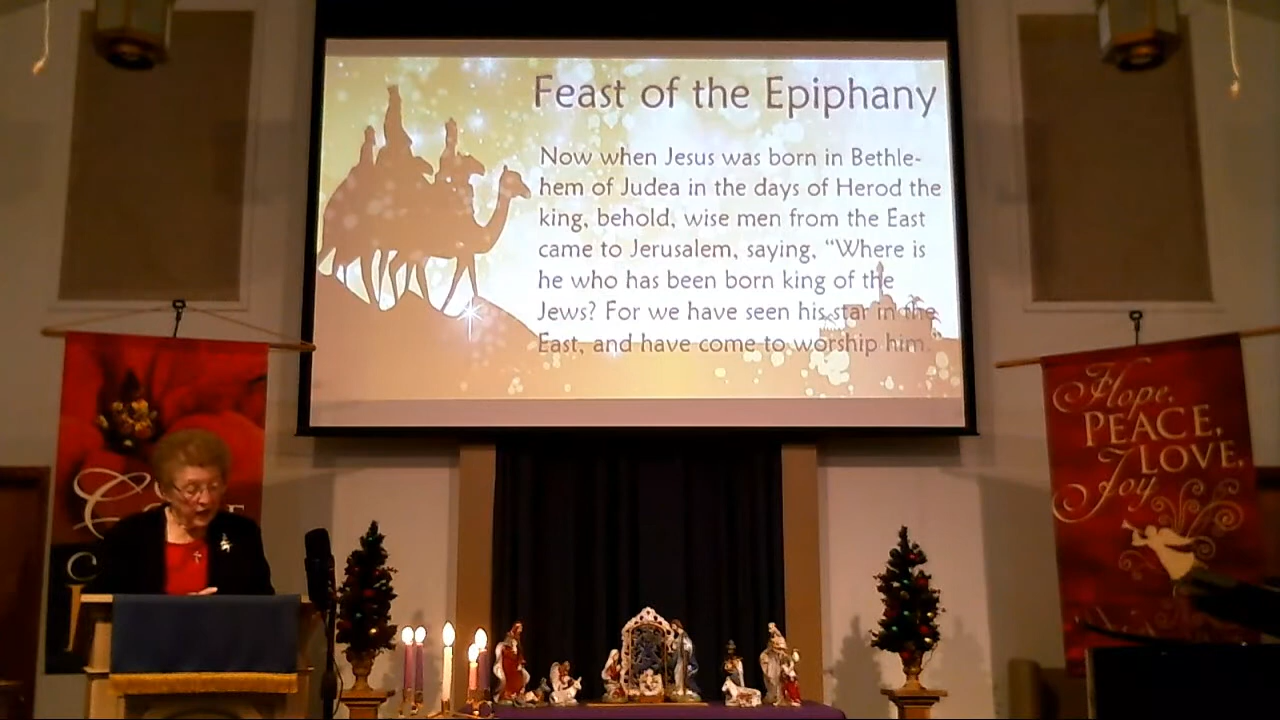 Feast of the Epiphany
Now when Jesus was born in Bethle-
hem of Judea in the days of Herod the
king, behold, wise men from the East
came to Jerusalem, saying, “Where is
he who has been born king of the
Jews? For we have seen his star in the
East, and have come to worship him.
Hope,
PEACE,
LOVE,
Joy